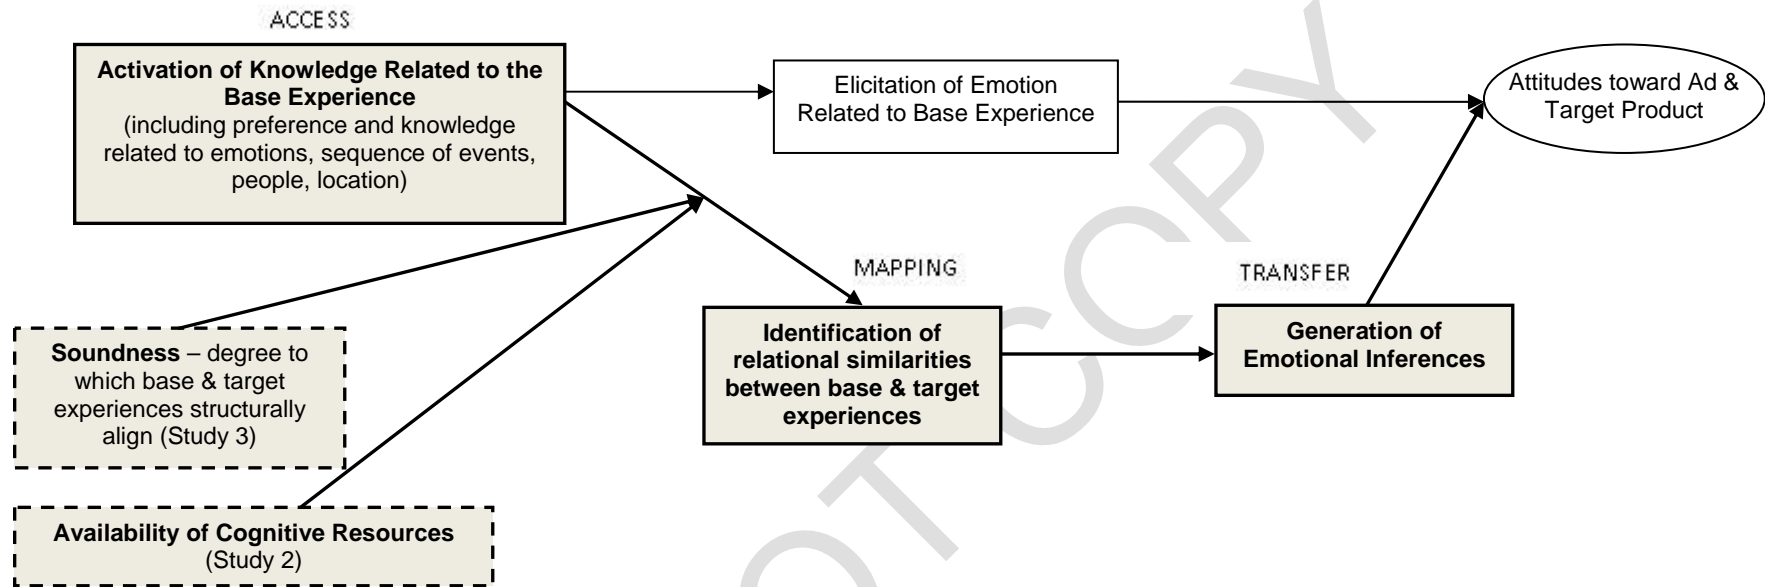 ACCESS
Activation of Knowledge Related to the
Base Experience
(including preference and knowledge
related to emotions, sequence of events,
people, location)
Elicitation of Emotion
Related to Base Experience
Attitudes toward Ad &
Target Product
MAPPING
TRANSFER
Identification of
relational similarities
between base & target
experiences
Generation of
Emotional Inferences
Soundness – degree to
which base & target
experiences structurally
align (Study 3)
Availability of Cognitive Resources
(Study 2)
OT COPY